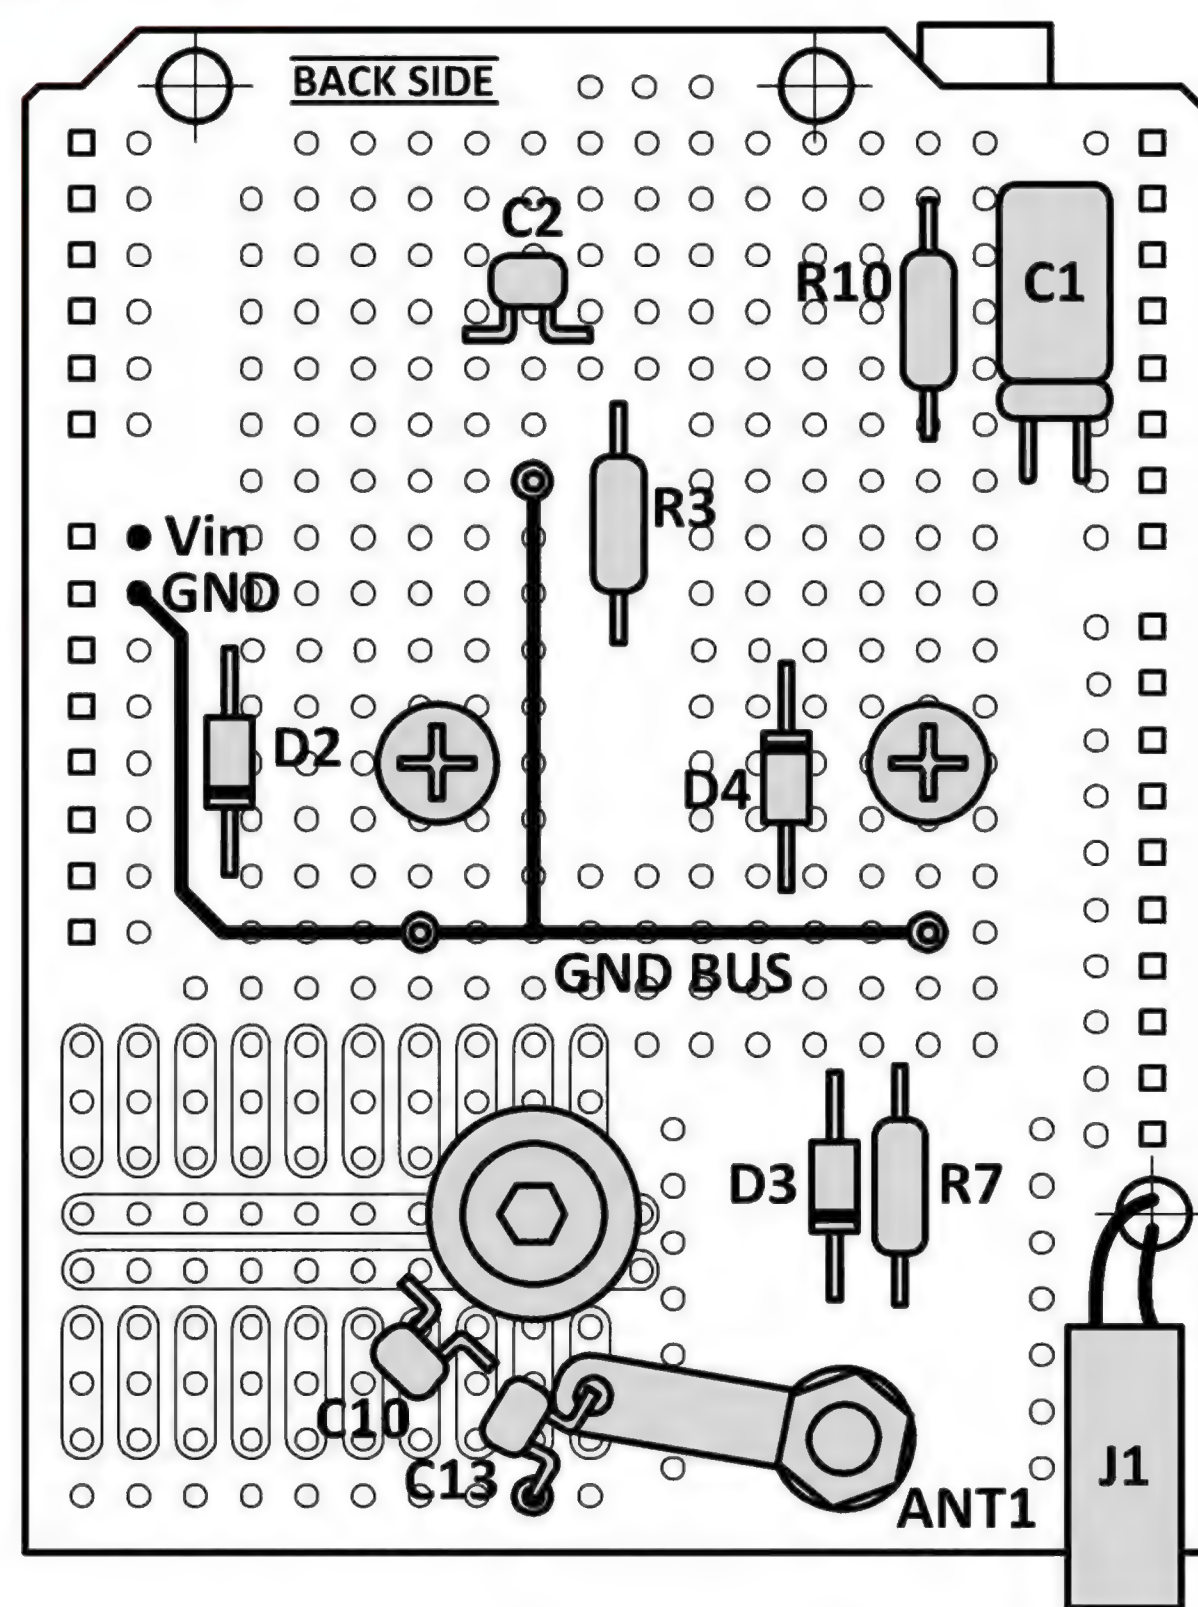 BACK SIDE
C2
R10
C1
R3
Vin
GND
D2
D4
GND BUS
D3
R7
C10
C13
J1
ANT1